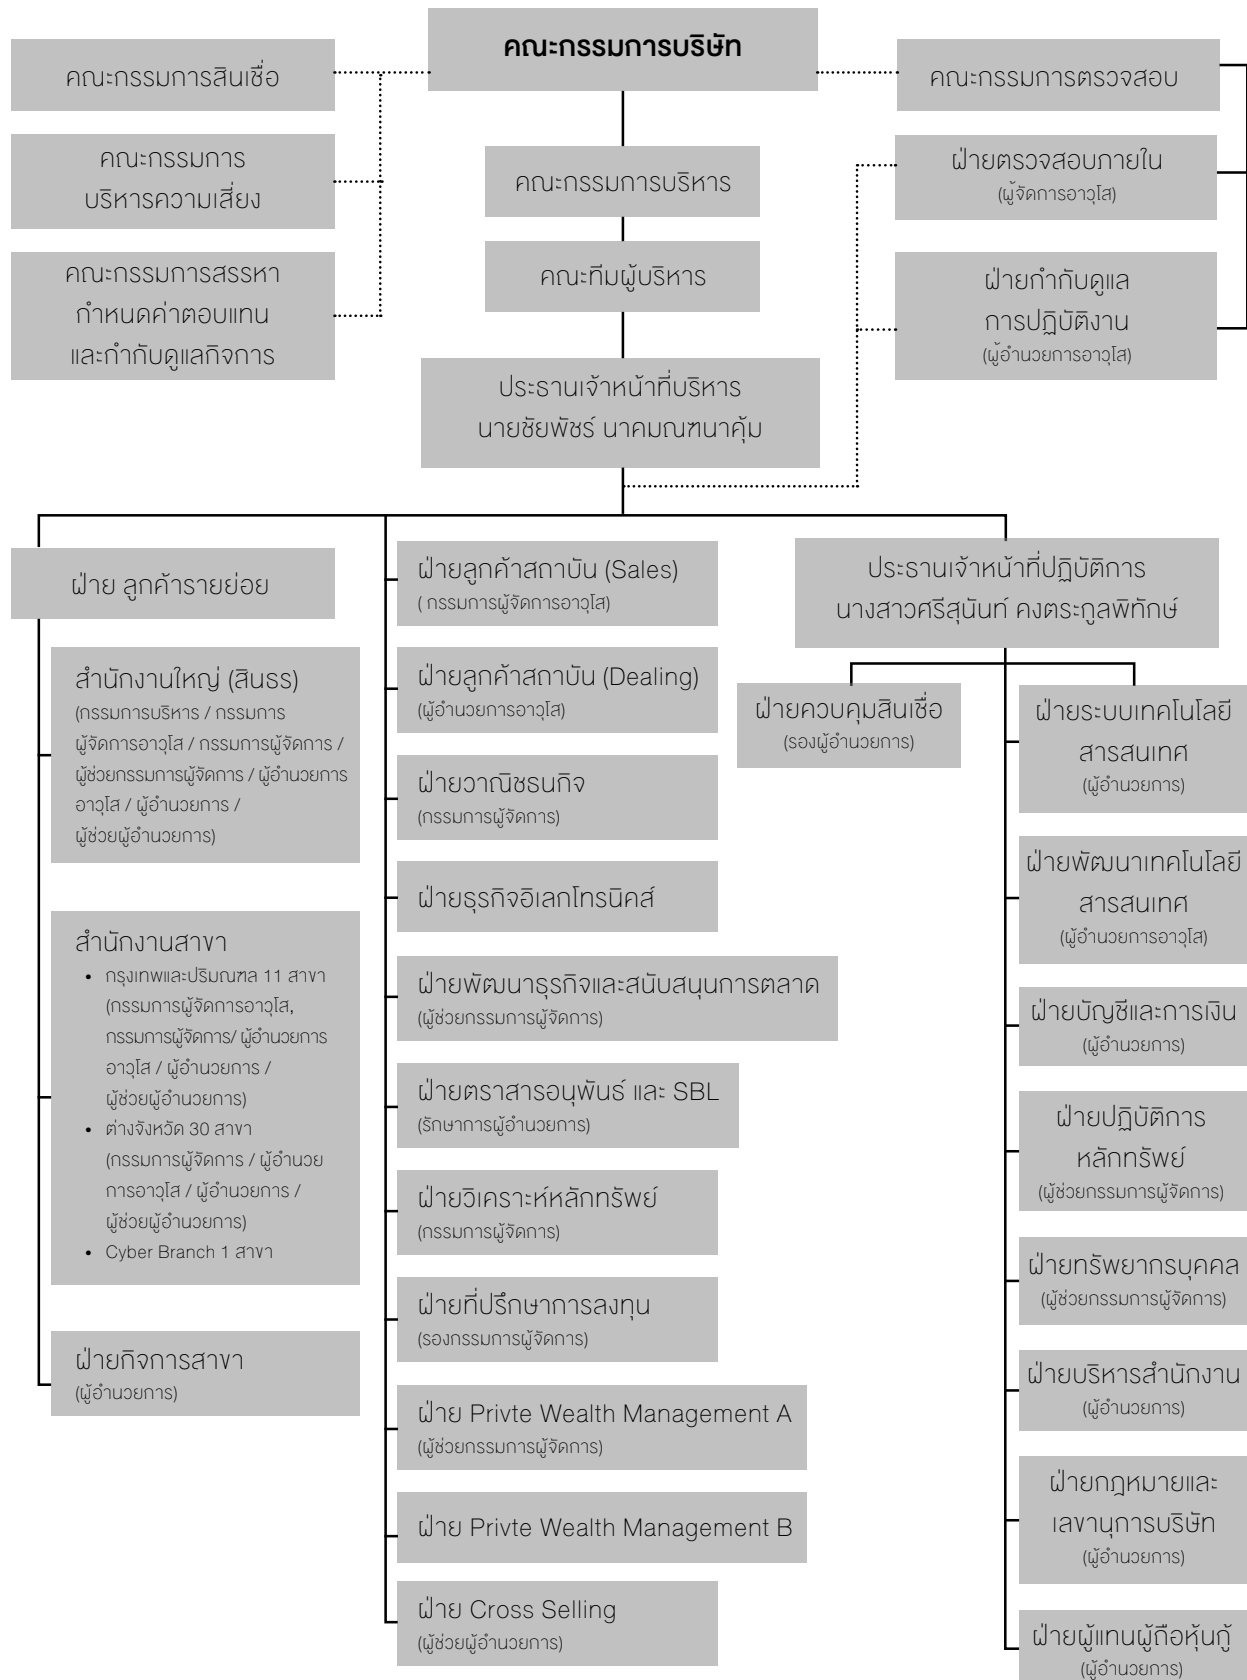 คณะกรรมการบริษัท
คณะกรรมการสินเชื่อ
คณะกรรมการ
บริหารความเสี่ยง
คณะกรรมการสรรหา
กำหนดค่าตอบแทน
และกำกับดูแลกิจการ
คณะกรรมการบริหาร
คณะทีมผู้บริหาร
ประธานเจ้าหน้าที่บริหาร
นายชัยพัชร์ นาคมณฑนาคุ้ม
คณะกรรมการตรวจสอบ
ฝ่ายตรวจสอบภายใน
(ผู้จัดการอาวุโส)
ฝ่ายกำกับดูแล
การปฏิบัติงาน
(ผู้อำนวยการอาวุโส)
ฝ่าย ลูกค้ารายย่อย
สำนักงานใหญ่ (สินธร)
(กรรมการบริหาร / กรรมการ
ผู้จัดการอาวุโส / กรรมการผู้จัดการ /
ผู้ช่วยกรรมการผู้จัดการ / ผู้อำนวยการ
อาวุโส / ผู้อำนวยการ /
ผู้ช่วยผู้อำนวยการ)
สำนักงานสาขา
• กรุงเทพและปริมณฑล 11 สาขา
(กรรมการผู้จัดการอาวุโส,
กรรมการผู้จัดการ/ ผู้อำนวยการ
อาวุโส / ผู้อำนวยการ /
ผู้ช่วยผู้อำนวยการ)
• ต่างจังหวัด 30 สาขา
(กรรมการผู้จัดการ / ผู้อำนวย
การอาวุโส / ผู้อำนวยการ /
ผู้ช่วยผู้อำนวยการ)
• Cyber Branch 1 สาขา
ฝ่ายกิจการสาขา
(ผู้อำนวยการ)
ฝ่ายลูกค้าสถาบัน (Sales)
( กรรมการผู้จัดการอาวุโส)
ฝ่ายลูกค้าสถาบัน (Dealing)
(ผู้อำนวยการอาวุโส)
ฝ่ายวาณิชธนกิจ
(กรรมการผู้จัดการ)
ฝ่ายธุรกิจอิเลกโทรนิคส์
ฝ่ายพัฒนาธุรกิจและสนับสนุนการตลาด
(ผู้ช่วยกรรมการผู้จัดการ)
ฝ่ายตราสารอนุพันธ์ และ SBL
(รักษาการผู้อำนวยการ)
ฝ่ายวิเคราะห์หลักทรัพย์
(กรรมการผู้จัดการ)
ฝ่ายที่ปรึกษาการลงทุน
(รองกรรมการผู้จัดการ)
ฝ่าย Privte Wealth Management A
(ผู้ช่วยกรรมการผู้จัดการ)
ฝ่าย Privte Wealth Management B
ฝ่าย Cross Selling
(ผู้ช่วยผู้อำนวยการ)
ประธานเจ้าหน้าที่ปฏิบัติการ
นางสาวศรีสุนันท์ คงตระกูลพิทักษ์
ฝ่ายควบคุมสินเชื่อ
(รองผู้อำนวยการ)
ฝ่ายระบบเทคโนโลยี
สารสนเทศ
(ผู้อำนวยการ)
ฝ่ายพัฒนาเทคโนโลยี
สารสนเทศ
(ผู้อำนวยการอาวุโส)
ฝ่ายบัญชีและการเงิน
(ผู้อำนวยการ)
ฝ่ายปฏิบัติการ
หลักทรัพย์
(ผู้ช่วยกรรมการผู้จัดการ)
ฝ่ายทรัพยากรบุคคล
(ผู้ช่วยกรรมการผู้จัดการ)
ฝ่ายบริหารสำนักงาน
(ผู้อำนวยการ)
ฝ่ายกฎหมายและ
เลขานุการบริษัท
(ผู้อำนวยการ)
ฝ่ายผู้แทนผู้ถือหุ้นกู้
(ผู้อำนวยการ)